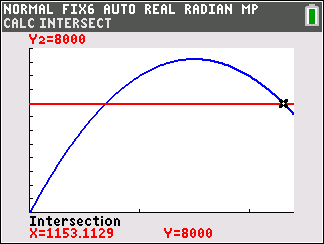 NORMAL FIX6 AUTO REAL RADIAN MP
CALC INTERSECT
Y2=8000
Intersection
X=1153.1129 Y=8000